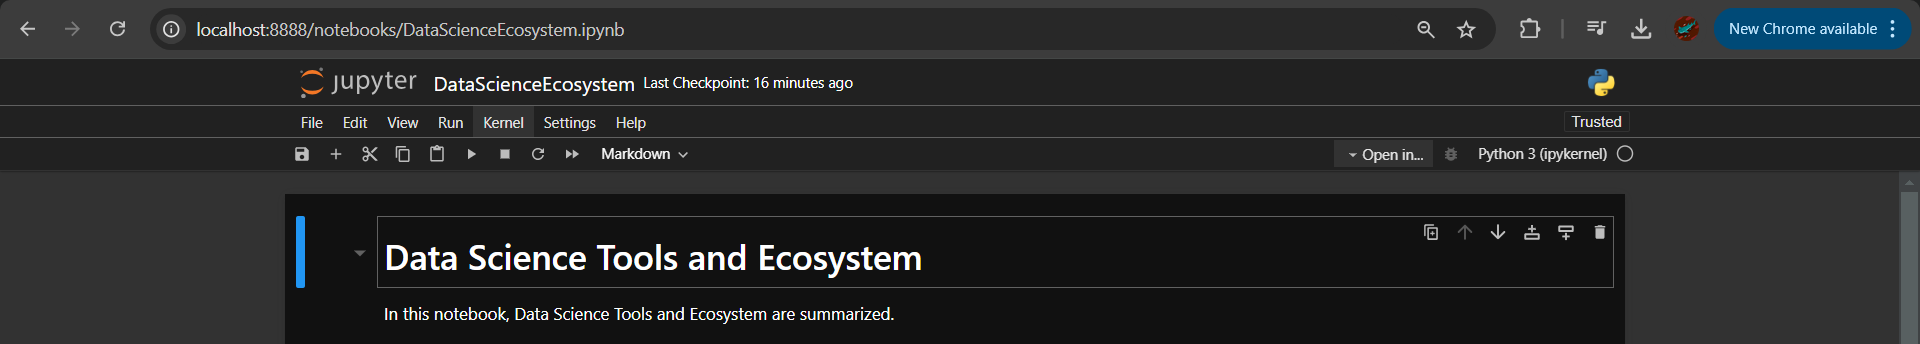 localhost:8888/notebooks/DataScienceEcosystem.ipynb
New Chrome available
jupyter DataScienceEcosystem Last Checkpoint: 16 minutes ago
File Edit View Run Kernel Settings Help
Trusted
Markdown
Open in...
Python 3 (ipykernel)
Data Science Tools and Ecosystem
In this notebook, Data Science Tools and Ecosystem are summarized.